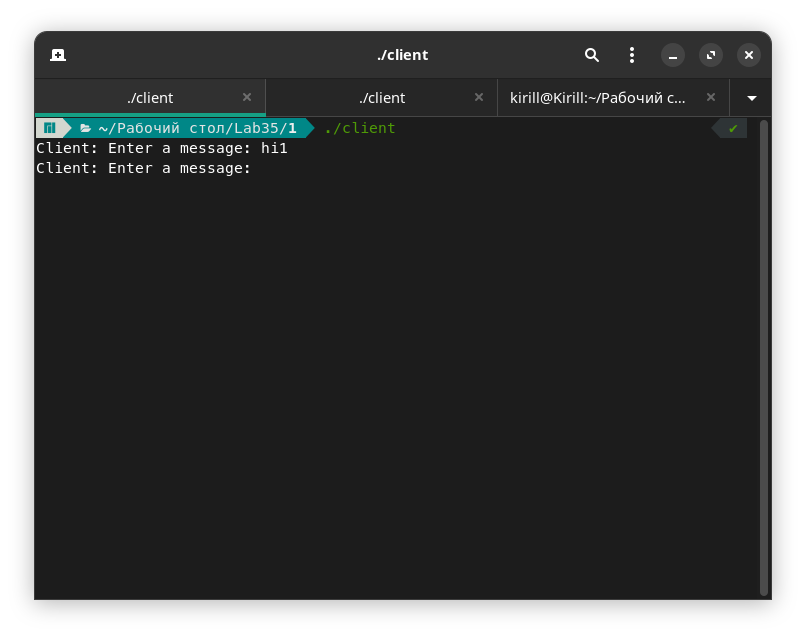 ./client
./client
./client
kirill@Kirill:~/Рабочий с...
~/Рабочий стол/Lab35/1 ./client
Client: Enter a message: hi1
Client: Enter a message: